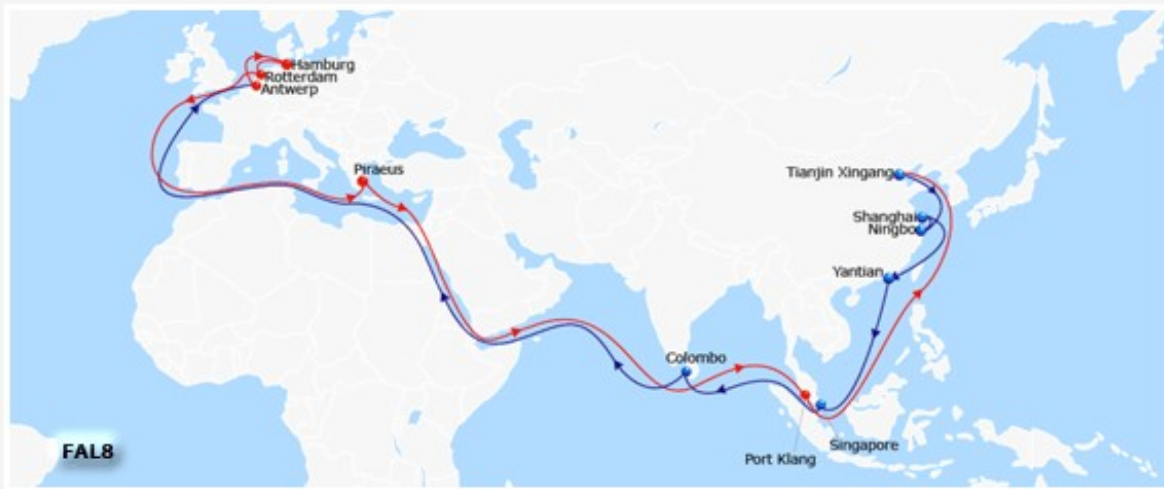 Hamburg
Rotterdam
Antwerp
Piraeus
Tianjin Xingang
Shanghai
Ningbo
Yantian
Colombo
Singapore
Port Klang
FAL8